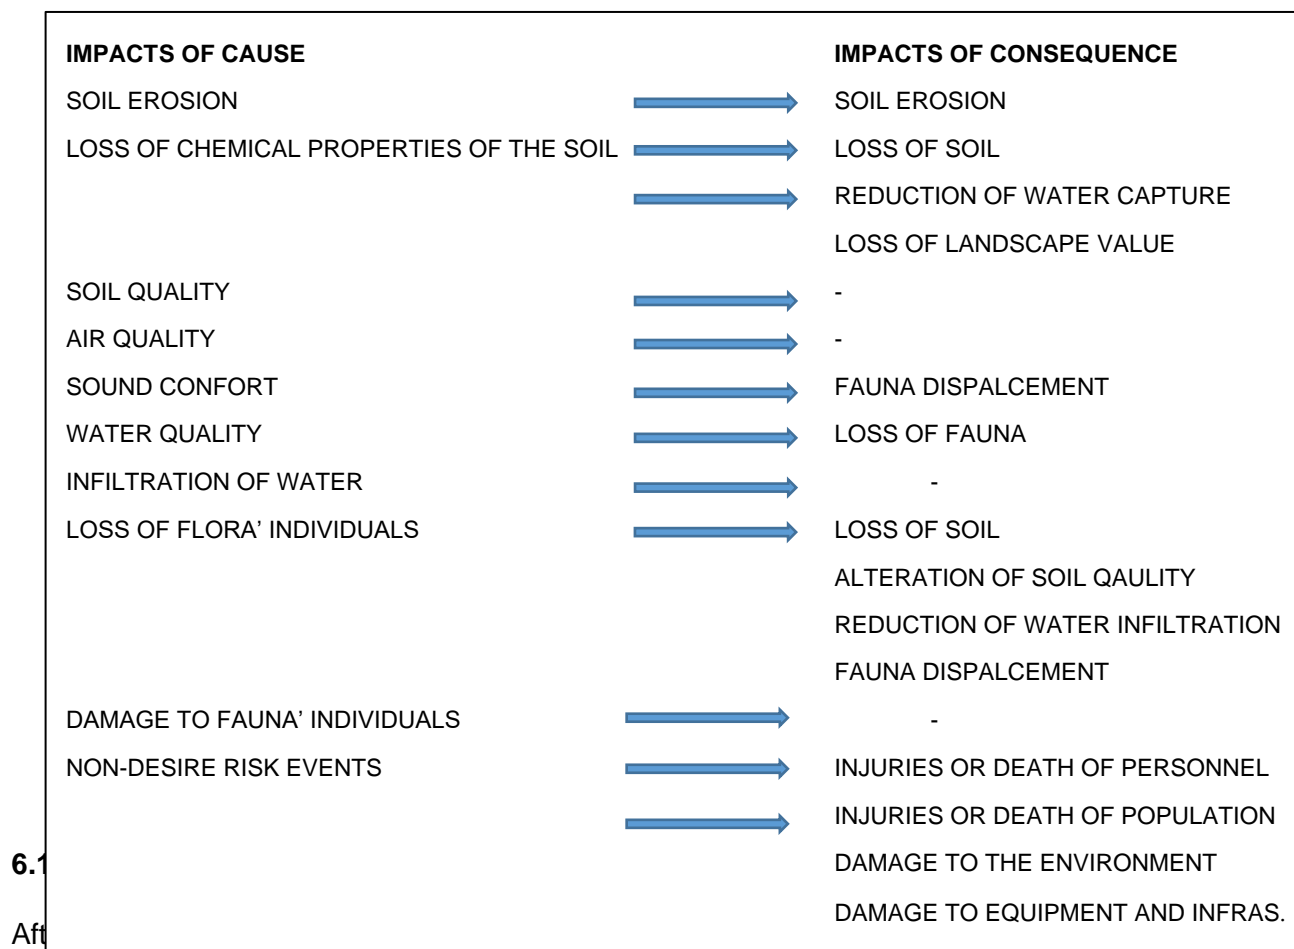 IMPACTS OF CAUSE IMPACTS OF CONSEQUENCE
SOIL EROSION SOIL EROSION
LOSS OF CHEMICAL PROPERTIES OF THE SOIL LOSS OF SOIL
REDUCTION OF WATER CAPTURE
LOSS OF LANDSCAPE VALUE
SOIL QUALITY -
AIR QUALITY -
SOUND CONFORT FAUNA DISPALCEMENT
WATER QUALITY LOSS OF FAUNA
INFILTRATION OF WATER -
LOSS OF FLORA’ INDIVIDUALS LOSS OF SOIL
ALTERATION OF SOIL QAULITY
REDUCTION OF WATER INFILTRATION
FAUNA DISPALCEMENT
DAMAGE TO FAUNA’ INDIVIDUALS -
NON-DESIRE RISK EVENTS INJURIES OR DEATH OF PERSONNEL
INJURIES OR DEATH OF POPULATION
6.1 DAMAGE TO THE ENVIRONMENT
DAMAGE TO EQUIPMENT AND INFRAS.
Aft